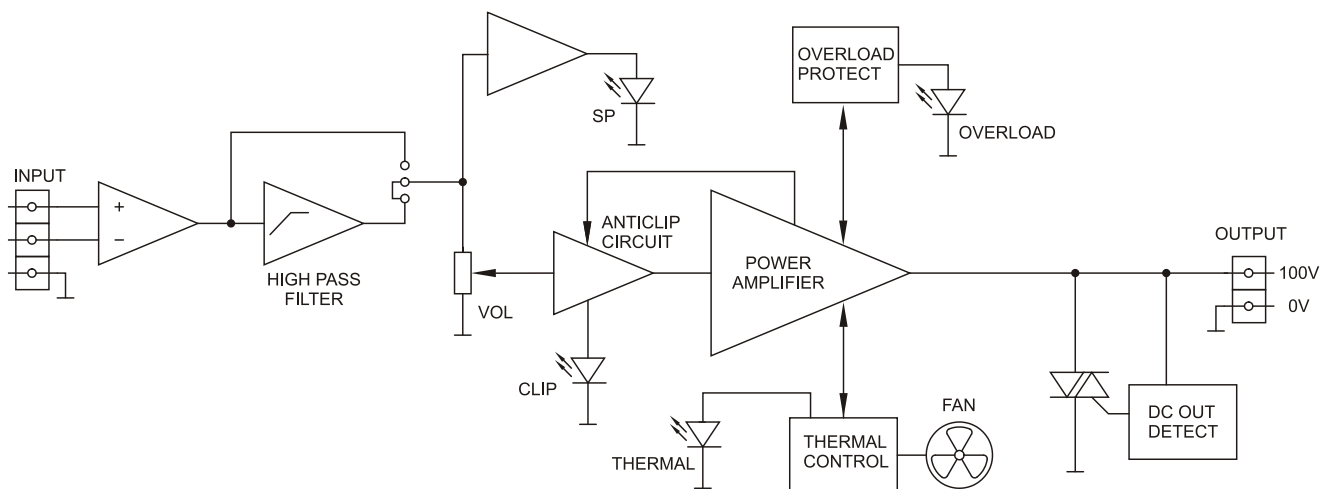 INPUT
+
−
HIGH PASS
FILTER
SP
VOL
ANTICLIP
CIRCUIT
CLIP
POWER
AMPLIFIER
OVERLOAD
PROTECT
OVERLOAD
THERMAL
THERMAL
CONTROL
FAN
OUTPUT
100V
0V
DC OUT
DETECT